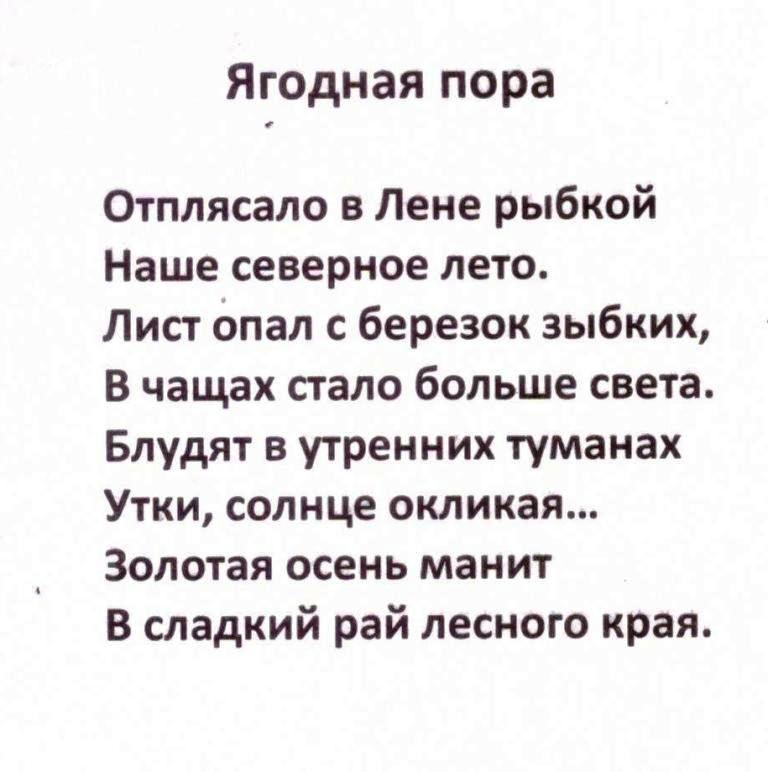 Ягодная пора
Отплясало в Лене рыбкой
Наше северное лето.
Лист опал с березок зыбких,
В чащах стало больше света.
Блудят в утренних туманах
Утки, солнце окликая...
Золотая осень манит
В сладкий рай лесного края.